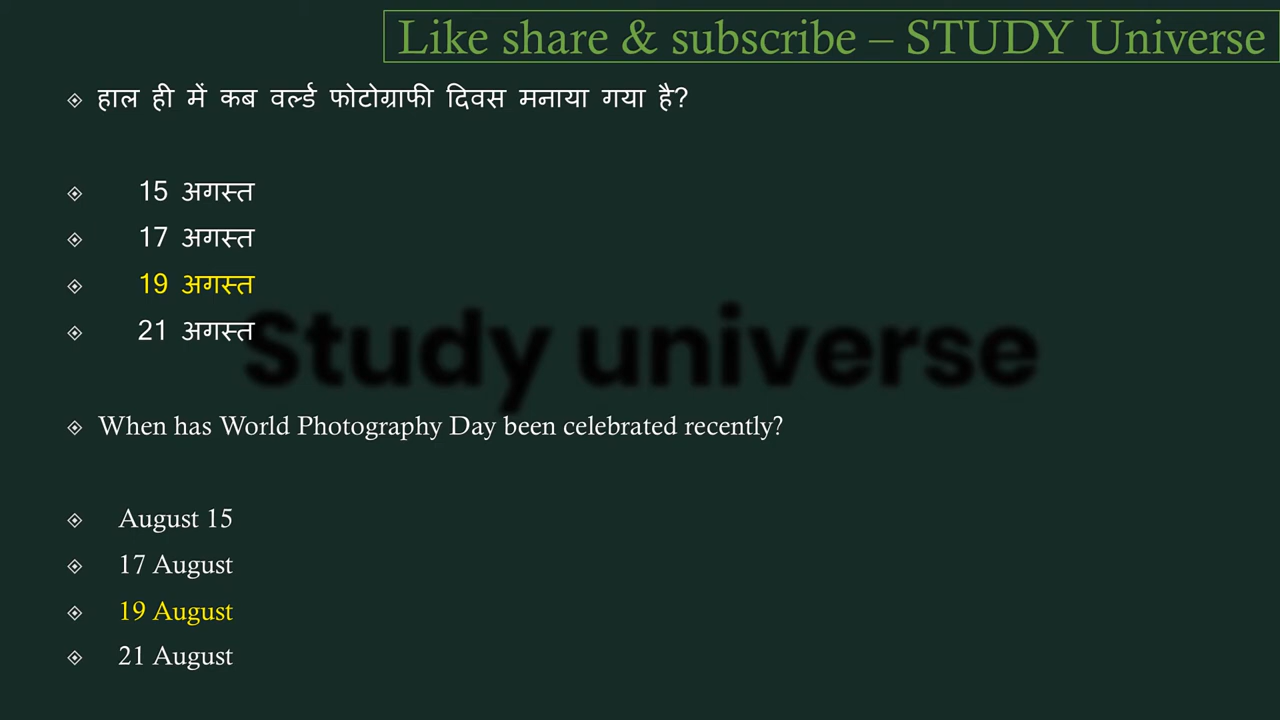 Like share & subscribe – STUDY Universe
हाल ही में कब वर्ल्ड फोटोग्राफी दिवस मनाया गया है?
15 अगस्त
17 अगस्त
19 अगस्त
21 अगस्त
Study universe
When has World Photography Day been celebrated recently?
August 15
17 August
19 August
21 August